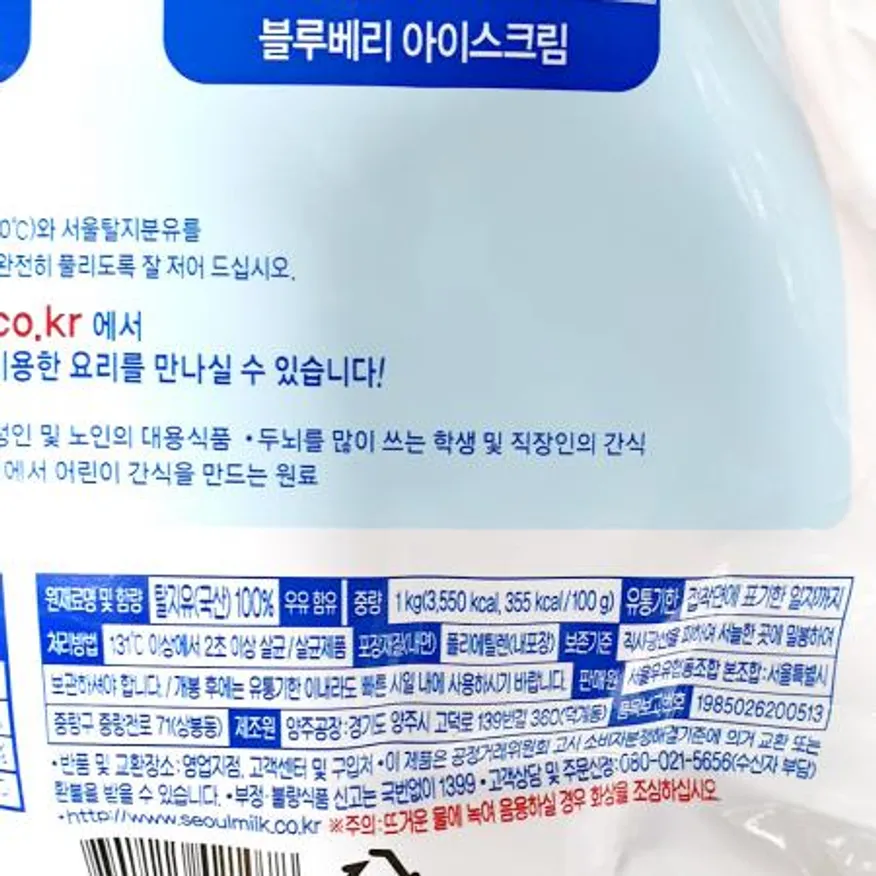 블루베리 아이스크림
0℃)와 서울탈지분유를
완전히 풀리도록 잘 저어 드십시오.
co.kr 에서
이용한 요리를 만나실 수 있습니다!
성인 및 노인의 대용식품 • 두뇌를 많이 쓰는 학생 및 직장인의 간식
에서 어린이 간식을 만드는 원료
원재료명 및 함량 탈지유(국산) 100% 우유 함유 중량 1 kg(3,550 kcal, 355 kcal/100 g) 유통기한 접착면에 표기한 일자까지
처리방법 131℃ 이상에서 2초 이상 살균/살균제품 포장재질(내면) 폴리에틸렌(내포장) 보존기준 직사광선을 피하여 서늘한 곳에 밀봉하여
보관하셔야 합니다./개봉 후에는 유통기한 이내라도 빠른 시일 내에 사용하시기 바랍니다. 판매원 서울우유협동조합 본조합:서울특별시
중랑구 중랑천로 71(상봉동) 제조원 양주공장:경기도 양주시 고덕로 139번길 360(덕계동) 품목보고번호 1985026200513
•반품 및 교환장소:영업지점, 고객센터 및 구입처 •이 제품은 공정거래위원회 고시 소비자분쟁해결기준에 의거 교환 또는
환불을 받을 수 있습니다. •부정·불량식품 신고는 국번없이 1399 •고객상담 및 주문신청:080-021-5656(수신자 부담)
•http://www.seoulmilk.co.kr ※주의:뜨거운 물에 녹여 음용하실 경우 화상을 조심하십시오.